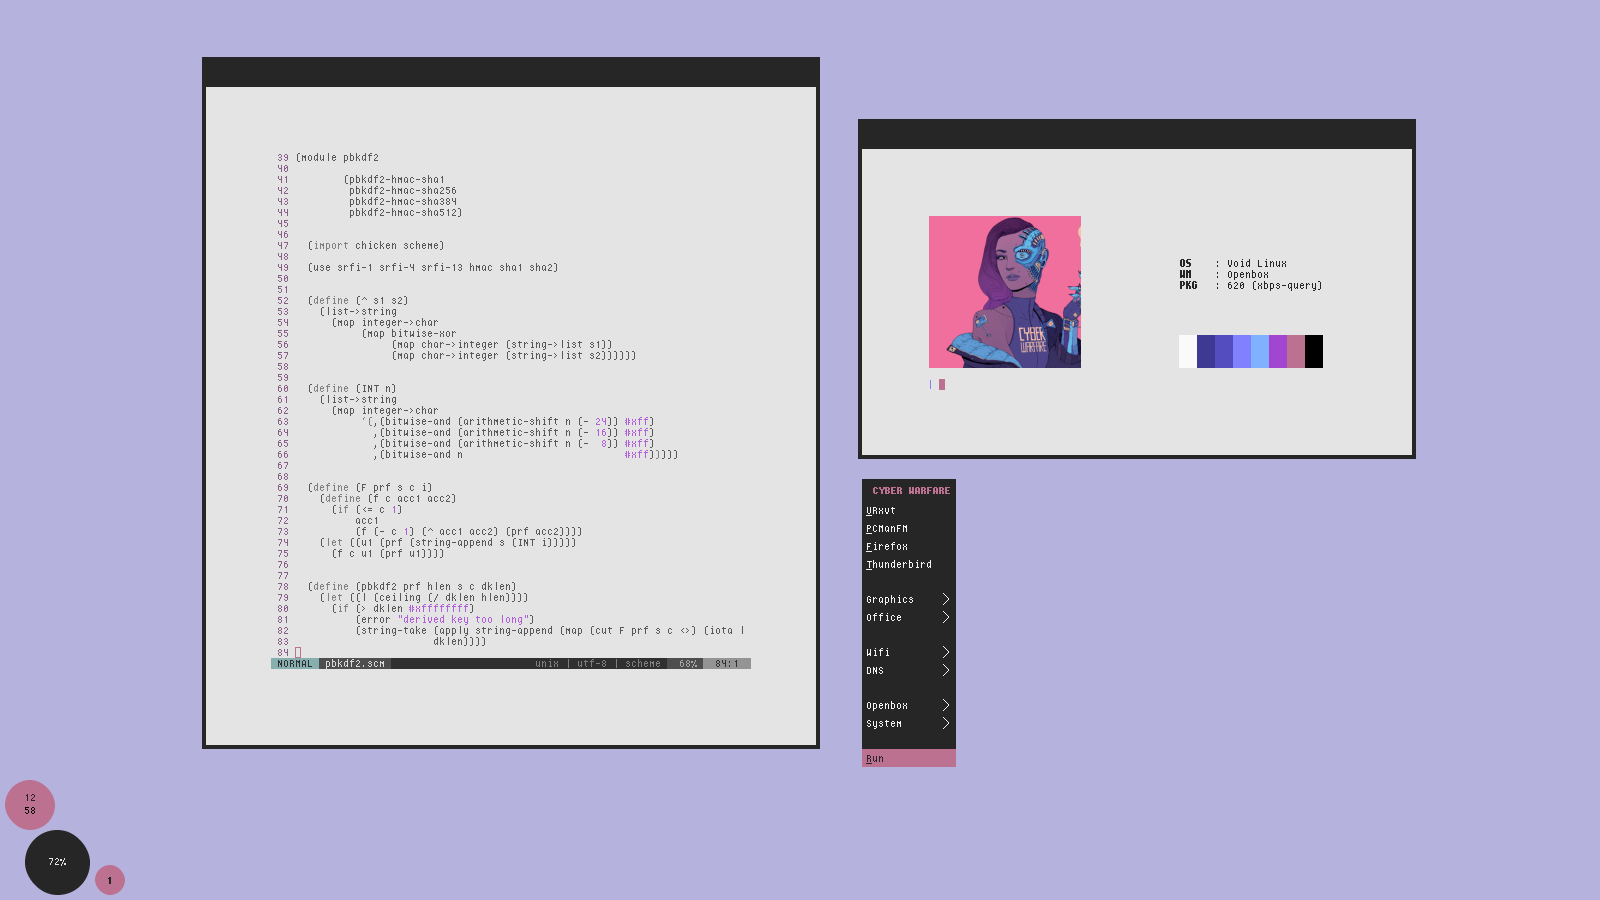 39 (module pbkdf2
40
41         (pbkdf2-hmac-sha1
42          pbkdf2-hmac-sha256
43          pbkdf2-hmac-sha384
44          pbkdf2-hmac-sha512)
45
46
47   (import chicken scheme)
48
49   (use srfi-1 srfi-4 srfi-13 hmac sha1 sha2)
50
51
52   (define (^ s1 s2)
53     (list->string
54       (map integer->char
55            (map bitwise-xor
56                 (map char->integer (string->list s1))
57                 (map char->integer (string->list s2))))))
58
59
60   (define (INT n)
61     (list->string
62       (map integer->char
63            `(,(bitwise-and (arithmetic-shift n (- 24)) #xff)
64              ,(bitwise-and (arithmetic-shift n (- 16)) #xff)
65              ,(bitwise-and (arithmetic-shift n (-  8)) #xff)
66              ,(bitwise-and n                           #xff)))))
67
68
69   (define (F prf s c i)
70     (define (f c acc1 acc2)
71       (if (<= c 1)
72           acc1
73           (f (- c 1) (^ acc1 acc2) (prf acc2))))
74     (let ((u1 (prf (string-append s (INT i)))))
75       (f c u1 (prf u1))))
76
77
78   (define (pbkdf2 prf hlen s c dklen)
79     (let ((l (ceiling (/ dklen hlen))))
80       (if (> dklen #xffffffff)
81           (error "derived key too long")
82           (string-take (apply string-append (map (cut F prf s c <>) (iota l
83                        dklen))))
84
NORMAL pbkdf2.scm unix | utf-8 | scheme 68% 84:1
CYBER
WARFARE
OS : Void Linux
WM : Openbox
PKG : 620 (xbps-query)
CYBER WARFARE
URxvt
PCManFM
Firefox
Thunderbird
Graphics
Office
Wifi
DNS
Openbox
System
Run
12
58
72%
1